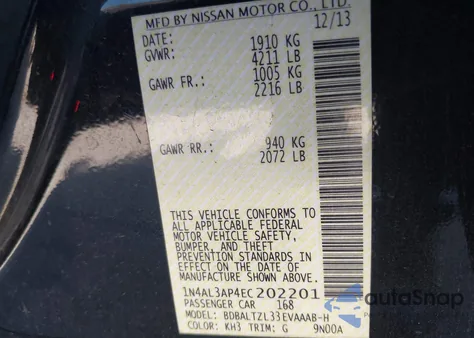 MFD BY NISSAN MOTOR CO., LTD.
DATE: 12/13
GVWR: 1910 KG
4211 LB
GAWR FR.: 1005 KG
2216 LB
GAWR RR.: 940 KG
2072 LB
THIS VEHICLE CONFORMS TO
ALL APPLICABLE FEDERAL
MOTOR VEHICLE SAFETY,
BUMPER, AND THEFT
PREVENTION STANDARDS IN
EFFECT ON THE DATE OF
MANUFACTURE SHOWN ABOVE.
1N4AL3AP4EC202201
PASSENGER CAR 168
MODEL: BDBALTZL33EVAAAB-H
COLOR: KH3 TRIM: G 9N00A
autoSnap